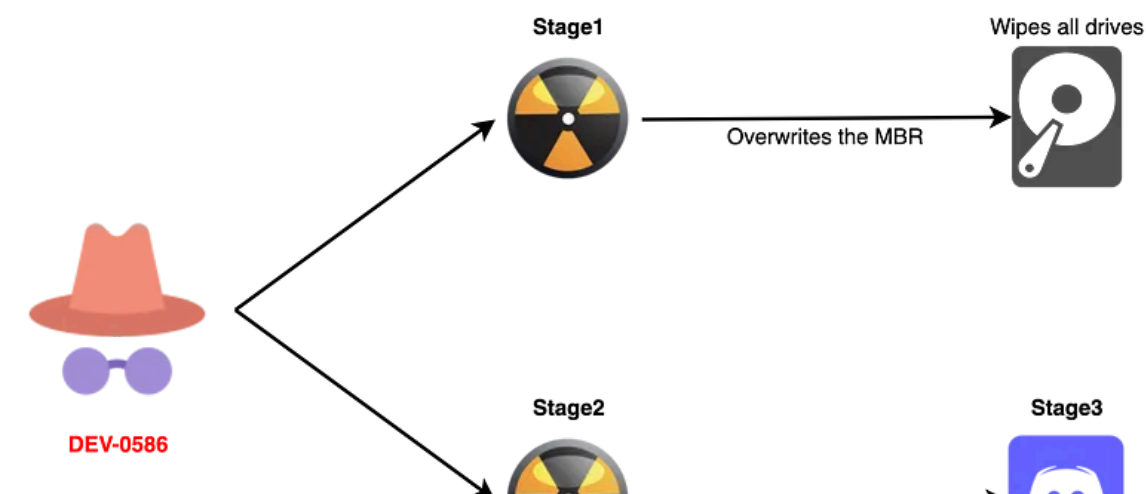 Stage1
Wipes all drives
Overwrites the MBR
Stage2
Stage3
DEV-0586